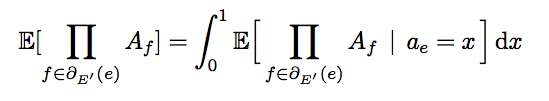 𝔼[ ∏_{f∈∂_{E′}(e)} A_f ] = ∫_0^1 𝔼[ ∏_{f∈∂_{E′}(e)} A_f | a_e = x ] dx